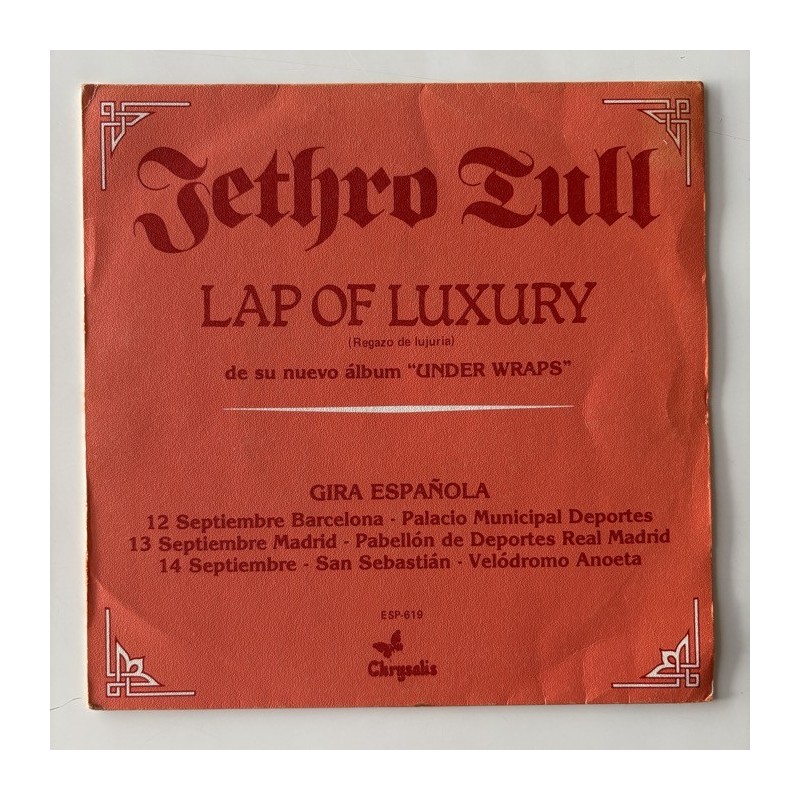 Jethro Tull
LAP OF LUXURY
(Regazo de lujuria)
de su nuevo álbum "UNDER WRAPS"
GIRA ESPAÑOLA
12 Septiembre Barcelona - Palacio Municipal Deportes
13 Septiembre Madrid - Pabellón de Deportes Real Madrid
14 Septiembre - San Sebastián - Velódromo Anoeta
ESP-619
Chrysalis